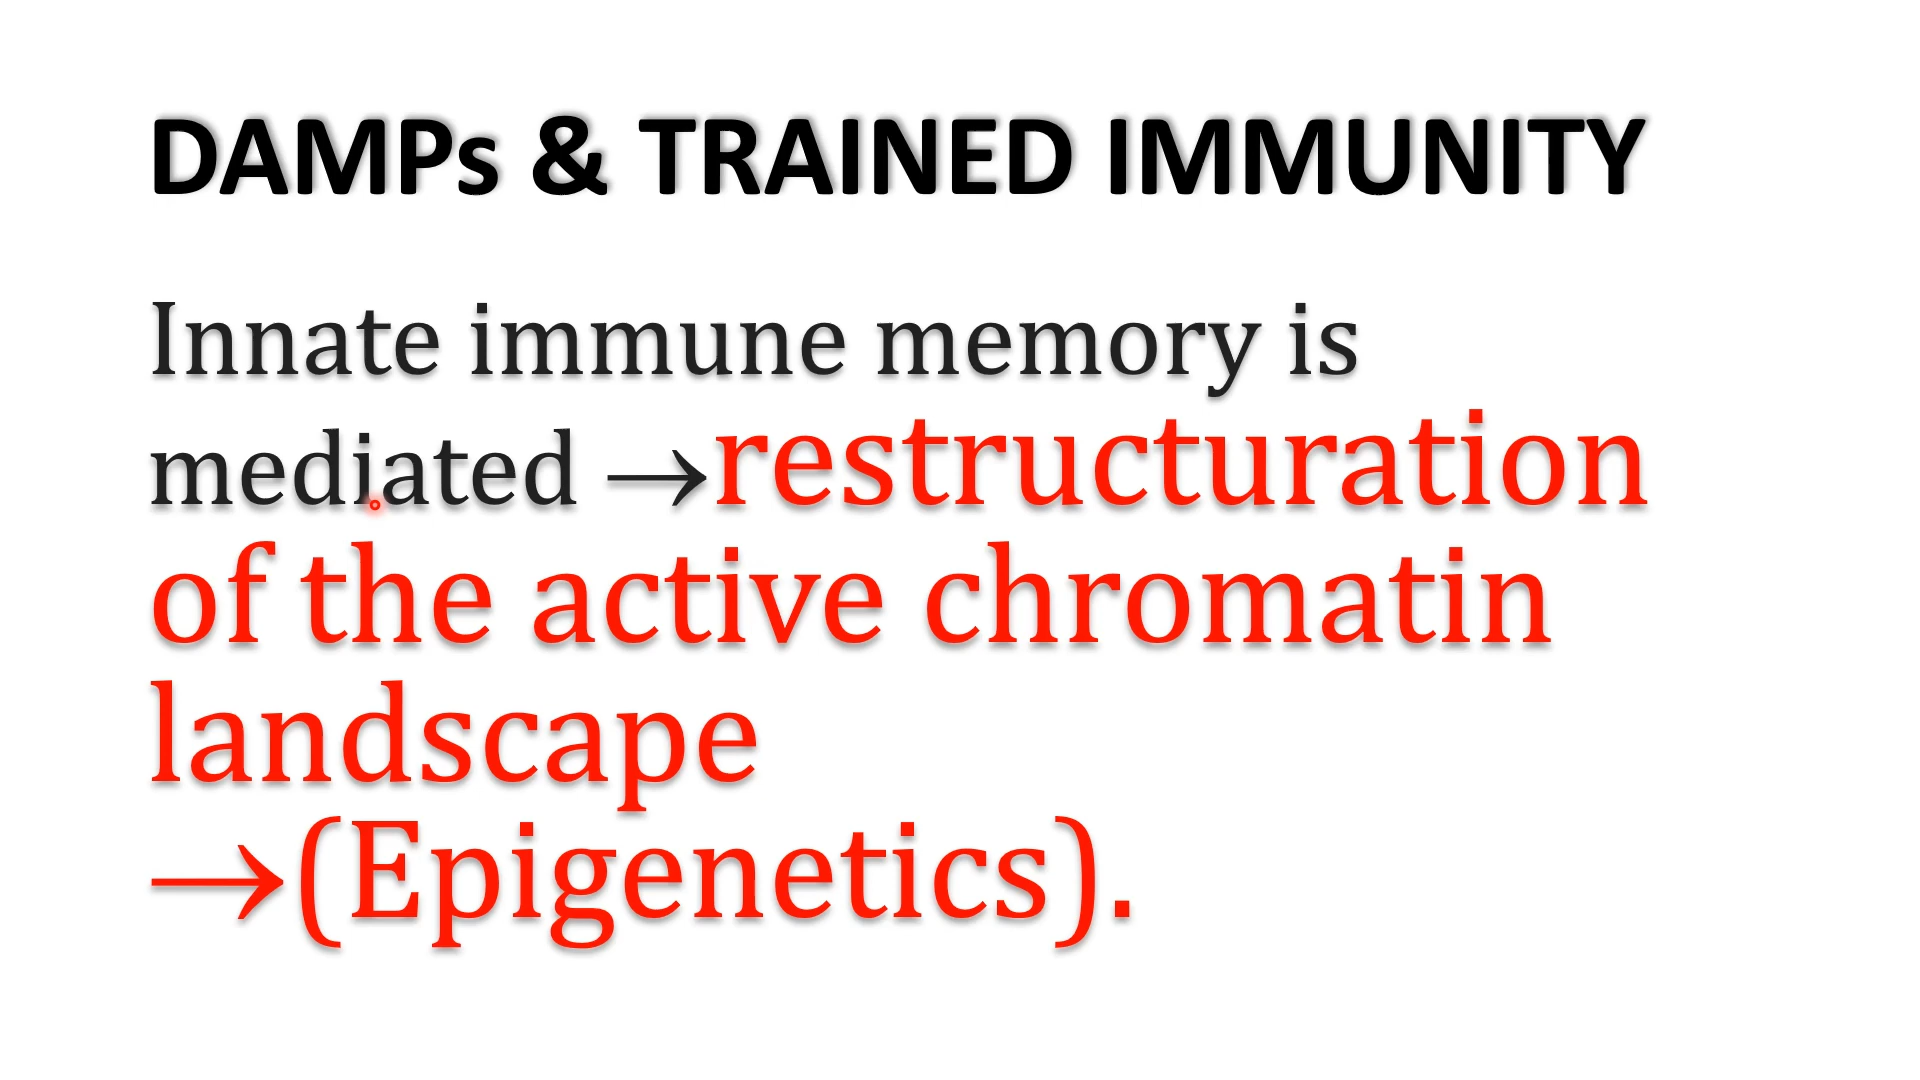 DAMPs & TRAINED IMMUNITY
Innate immune memory is
mediated →restructuration
of the active chromatin
landscape
→(Epigenetics).